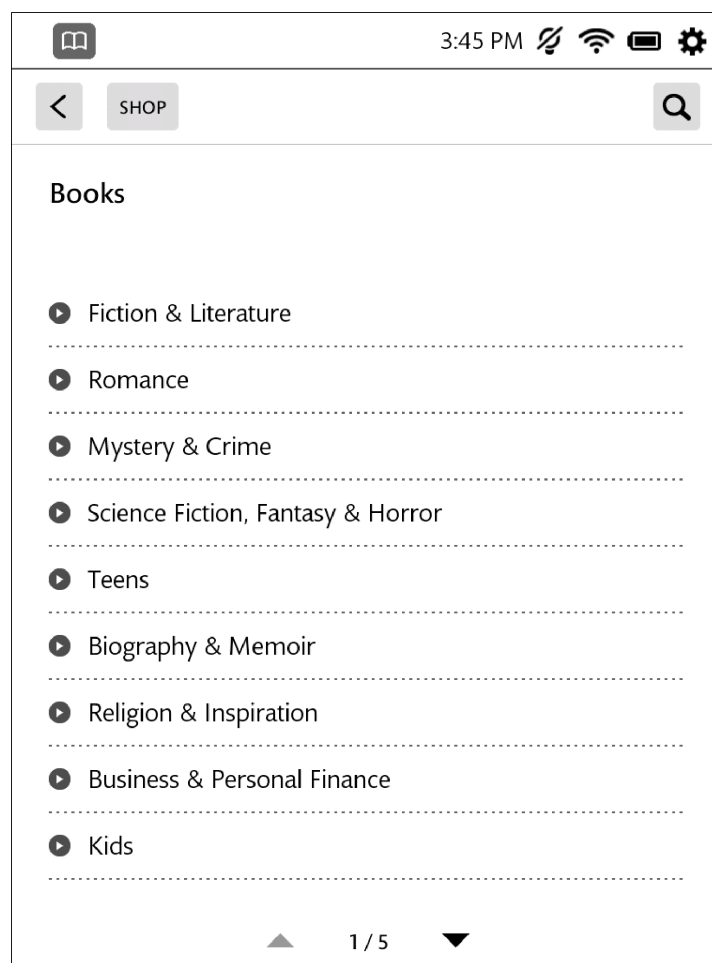 3:45 PM
SHOP
Books
Fiction & Literature
Romance
Mystery & Crime
Science Fiction, Fantasy & Horror
Teens
Biography & Memoir
Religion & Inspiration
Business & Personal Finance
Kids
1 / 5